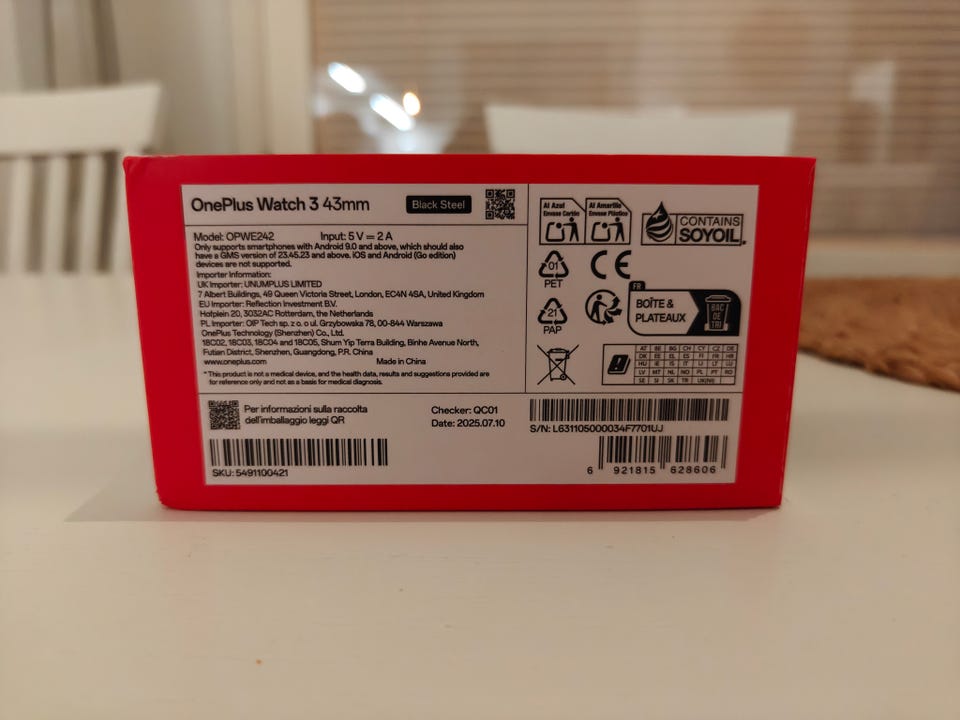 OnePlus Watch 3 43mm
Black Steel
Model: OPWE242 Input: 5 V ⎓ 2 A
Only supports smartphones with Android 9.0 and above, which should also
have a GMS version of 23.45.23 and above. iOS and Android (Go edition)
devices are not supported.
Importer Information:
UK Importer: UNUMPLUS LIMITED
7 Albert Buildings, 49 Queen Victoria Street, London, EC4N 4SA, United Kingdom
EU Importer: Reflection Investment B.V.
Hofplein 20, 3032AC Rotterdam, the Netherlands
PL Importer: OIP Tech sp. z o. o ul. Grzybowska 78, 00-844 Warszawa
OnePlus Technology (Shenzhen) Co., Ltd.
18C02, 18C03, 18C04 and 18C05, Shum Yip Terra Building, Binhe Avenue North,
Futian District, Shenzhen, Guangdong, P.R. China
www.oneplus.com Made in China
* This product is not a medical device, and the health data, results and suggestions provided are
for reference only and not as a basis for medical diagnosis.
Al Azul
Envase Cartón
Al Amarillo
Envase Plástico
CONTAINS
SOYOIL
01
PET
CE
21
PAP
FR
BOÎTE &
PLATEAUX
BAC
DE
TRI
AT BE BG CH CY CZ DE
DK EE EL ES FI FR HR
HU IE IS IT LI LT LU
LV MT NL NO PL PT RO
SE SI SK TR UK(NI)
Per informazioni sulla raccolta
dell'imballaggio leggi QR
Checker: QC01
Date: 2025.07.10
SKU: 5491100421
S/N: L631105000034F7701UJ
6 921815 628606